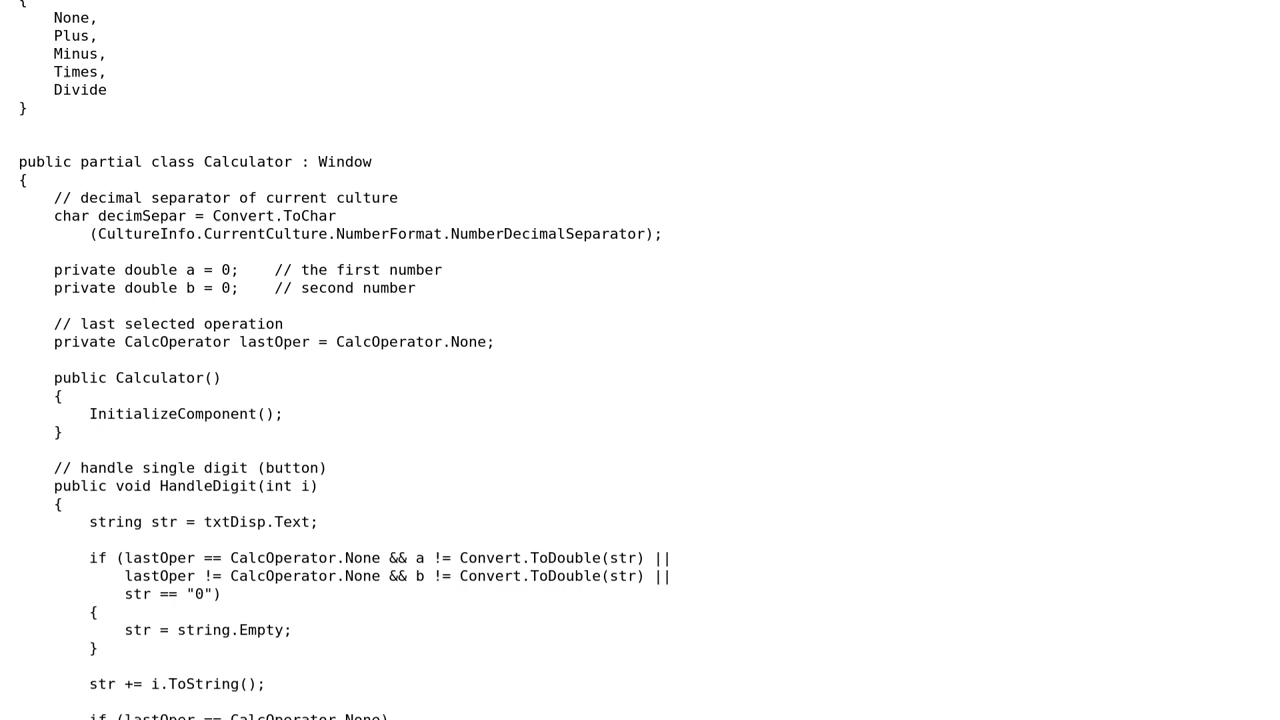 {
    None,
    Plus,
    Minus,
    Times,
    Divide
}
public partial class Calculator : Window
{
    // decimal separator of current culture
    char decimSepar = Convert.ToChar
        (CultureInfo.CurrentCulture.NumberFormat.NumberDecimalSeparator);
    private double a = 0;    // the first number
    private double b = 0;    // second number
    // last selected operation
    private CalcOperator lastOper = CalcOperator.None;
    public Calculator()
    {
        InitializeComponent();
    }
    // handle single digit (button)
    public void HandleDigit(int i)
    {
        string str = txtDisp.Text;
        if (lastOper == CalcOperator.None && a != Convert.ToDouble(str) ||
            lastOper != CalcOperator.None && b != Convert.ToDouble(str) ||
            str == "0")
        {
            str = string.Empty;
        }
        str += i.ToString();
        if (lastOper == CalcOperator.None)